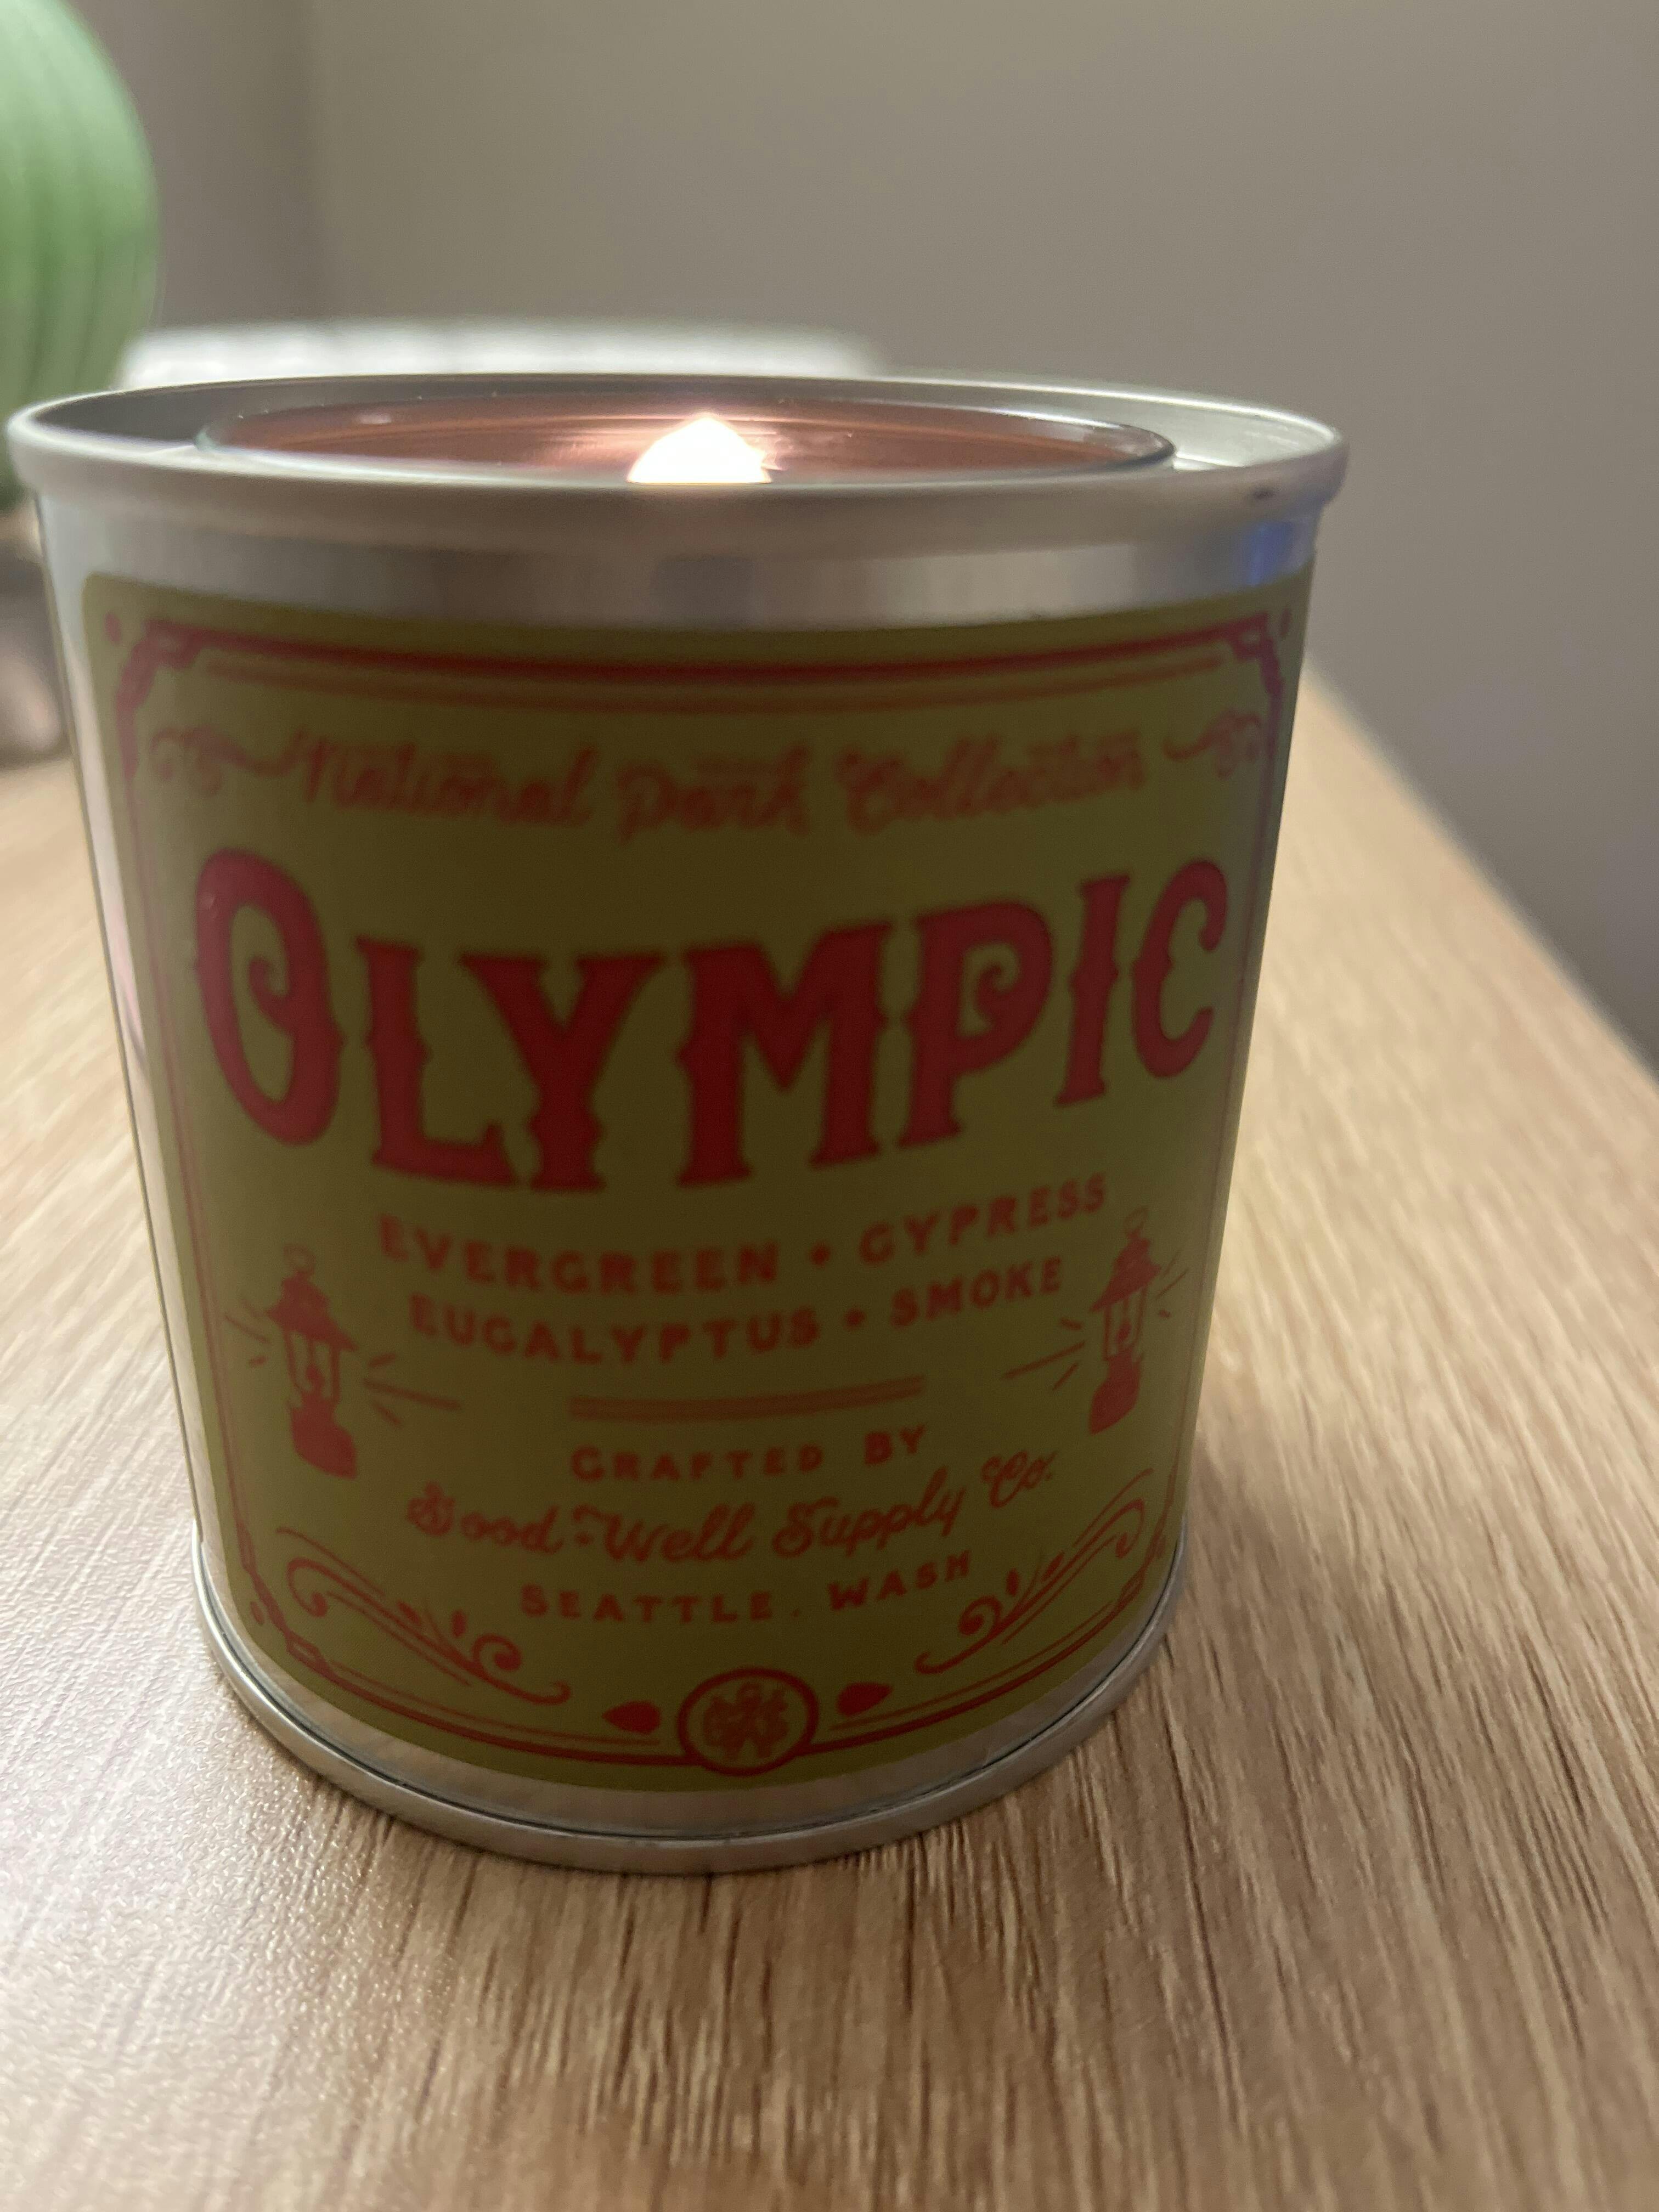 National Park Collection
OLYMPIC
EVERGREEN • CYPRESS
EUCALYPTUS • SMOKE
CRAFTED BY
Good & Well Supply Co.
SEATTLE. WASH